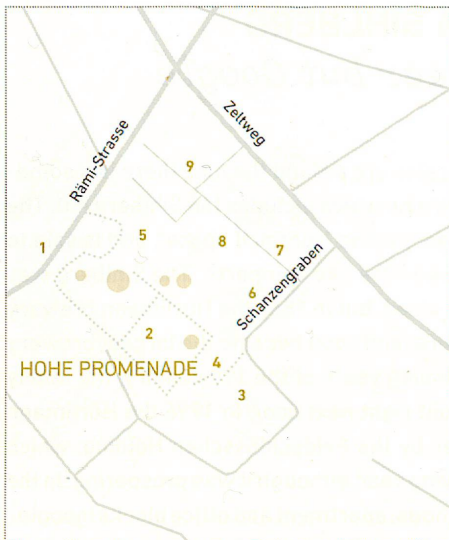 Rämi-Strasse
Zeltweg
9
1
5
8
7
6
Schanzengraben
2
4
HOHE PROMENADE
3